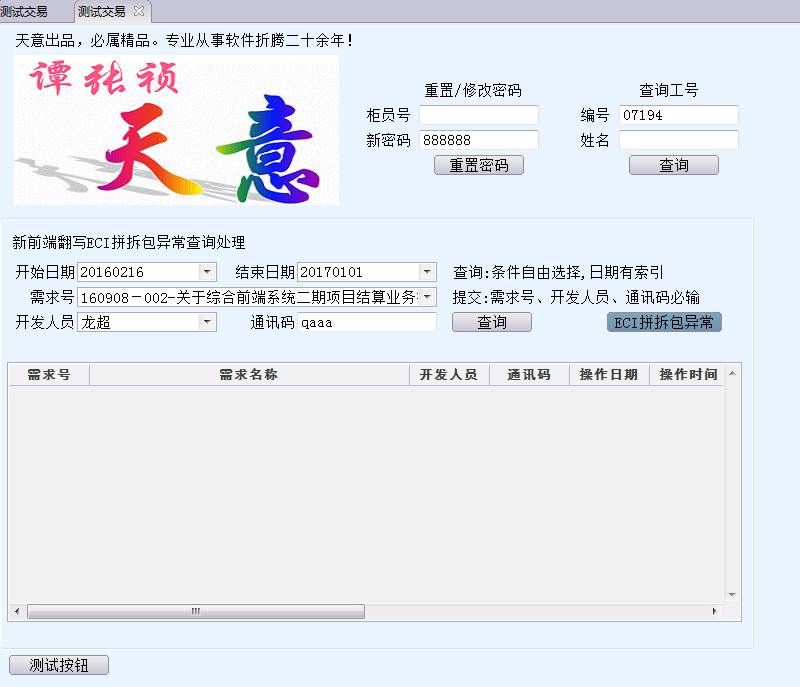 测试交易 测试交易
天意出品，必属精品。专业从事软件折腾二十余年！
谭张祯
天意
重置/修改密码
柜员号
新密码 888888
重置密码
查询工号
编号 07194
姓名
查询
新前端翻写ECI拼拆包异常查询处理
开始日期 20160216 结束日期 20170101 查询:条件自由选择,日期有索引
需求号 160908－002-关于综合前端系统二期项目结算业务 提交:需求号、开发人员、通讯码必输
开发人员 龙超 通讯码 qaaa 查询 ECI拼拆包异常
需求号 需求名称 开发人员 通讯码 操作日期 操作时间
测试按钮